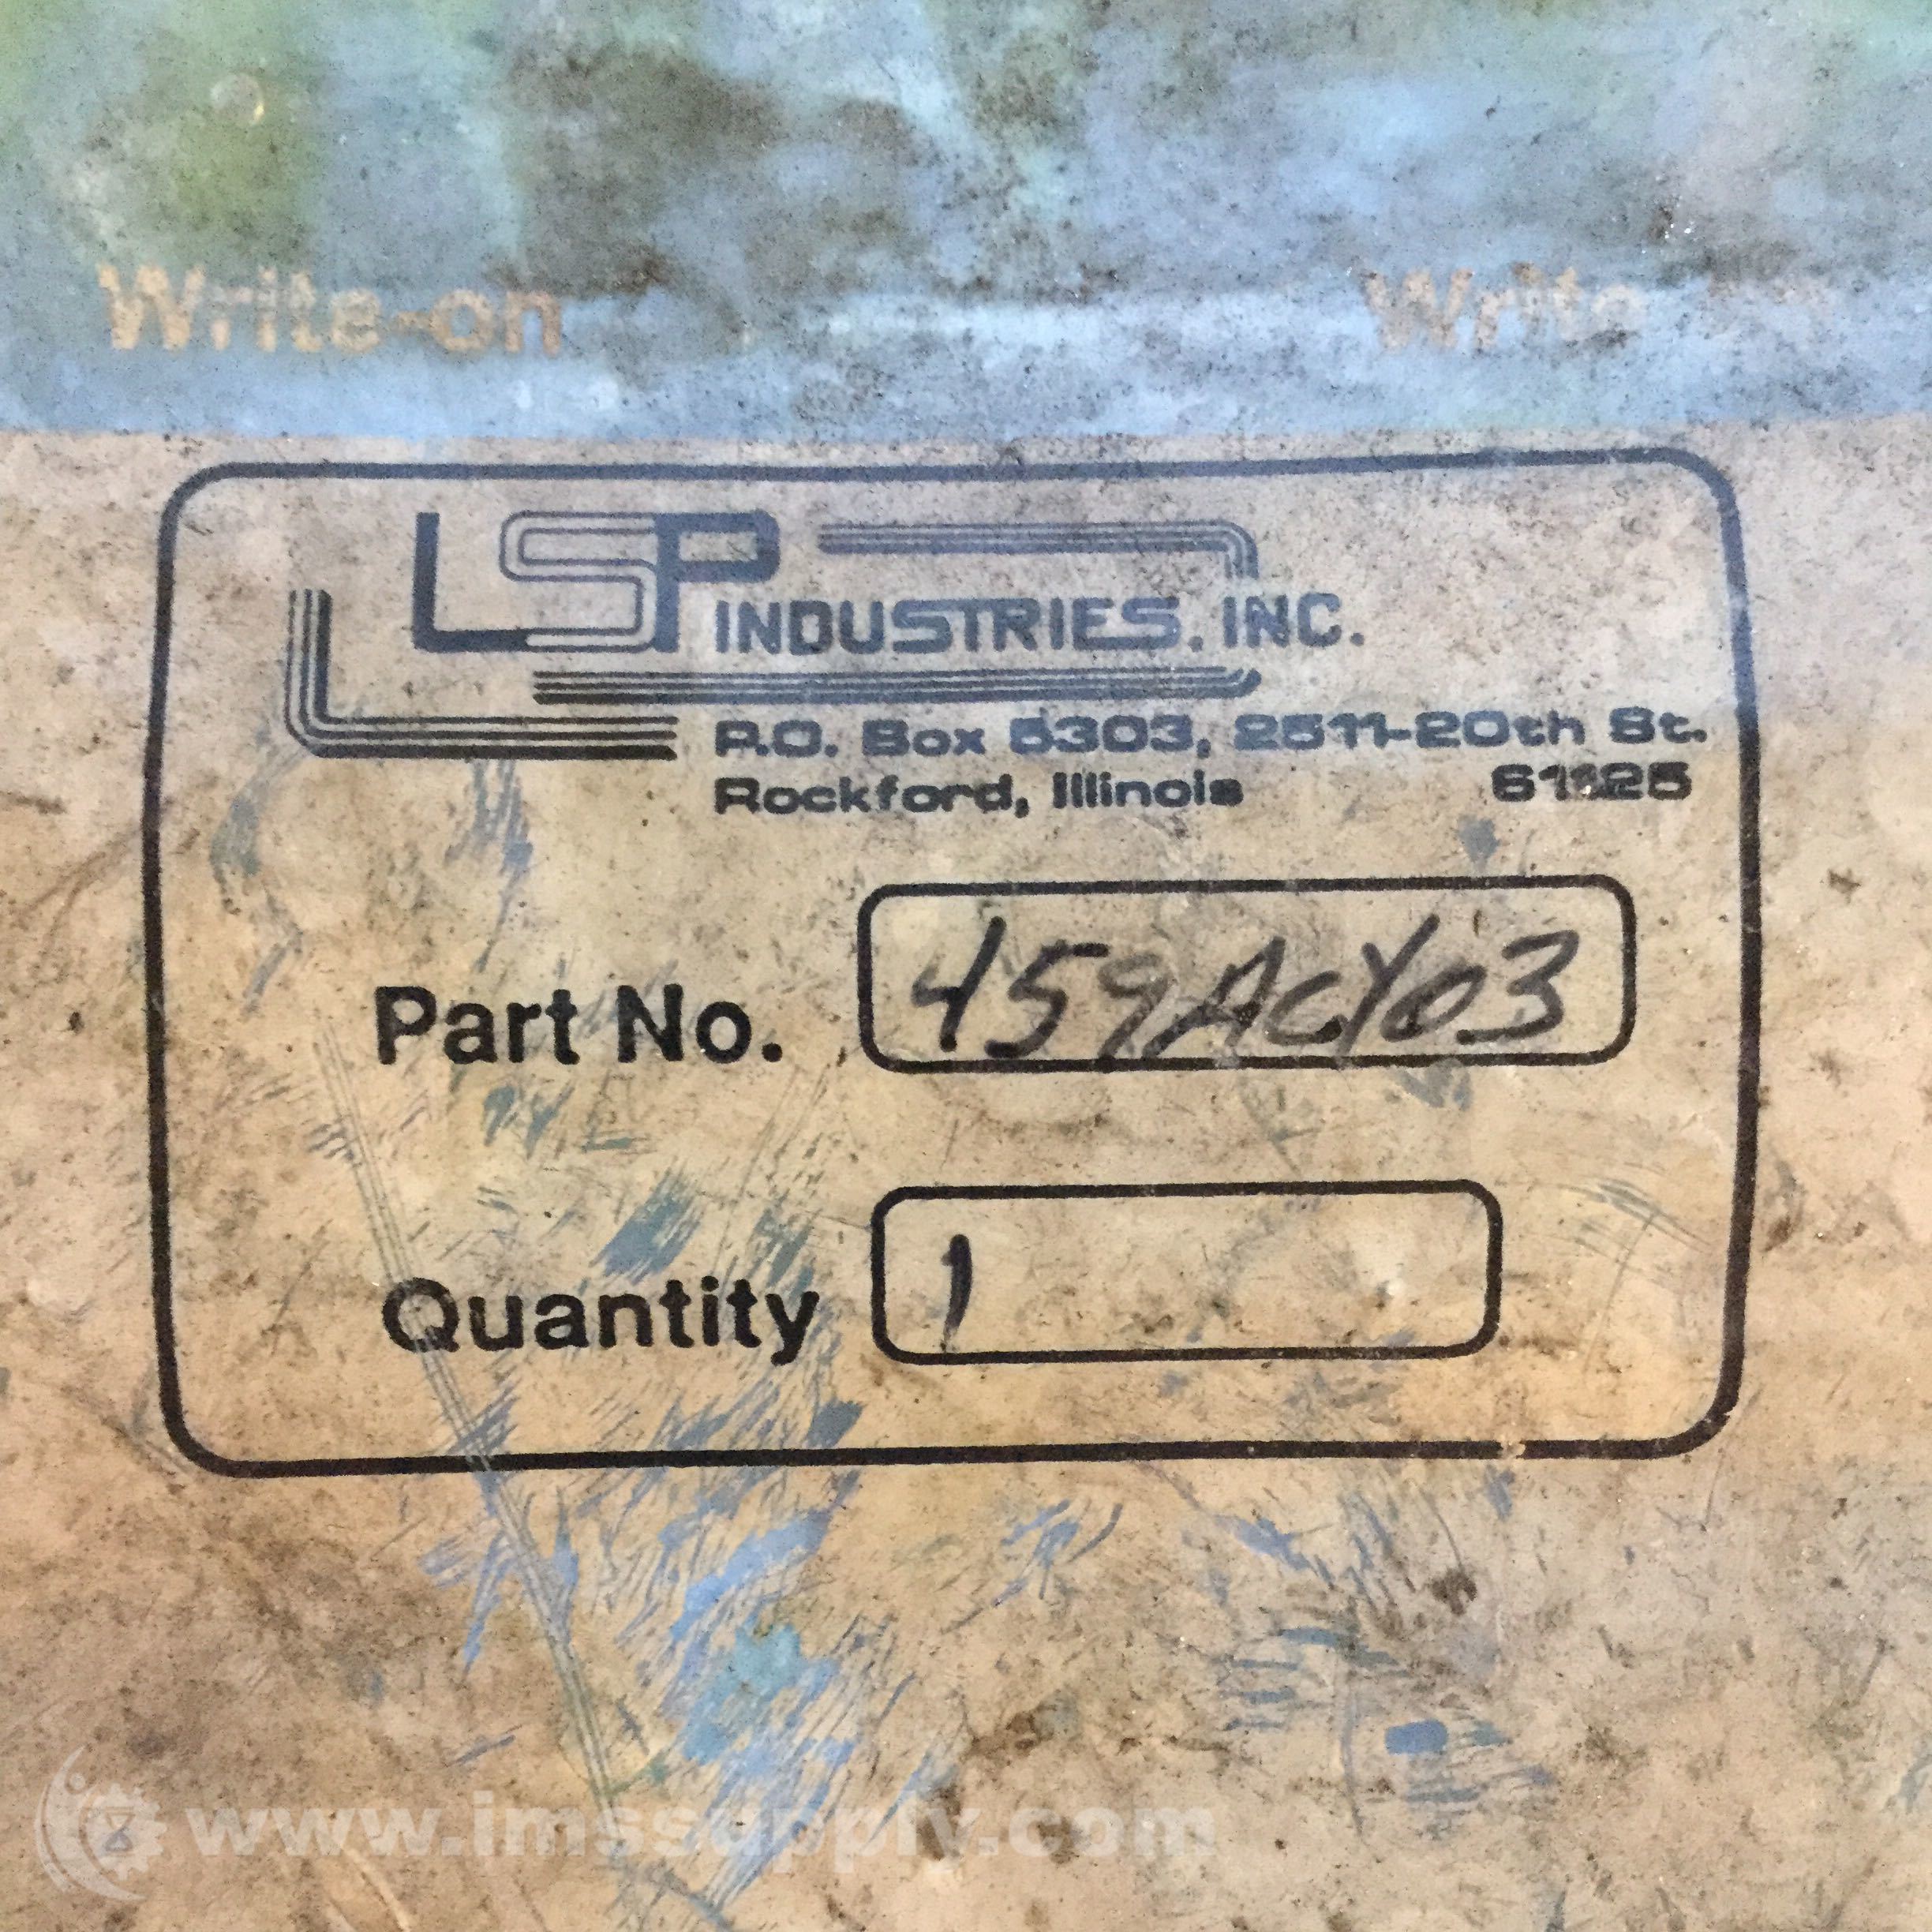 Write-on
Write
LSP INDUSTRIES, INC.
P.O. Box 5303, 2511-20th St.
Rockford, Illinois 61125
Part No. 459ACY03
Quantity 1
www.imssupply.com